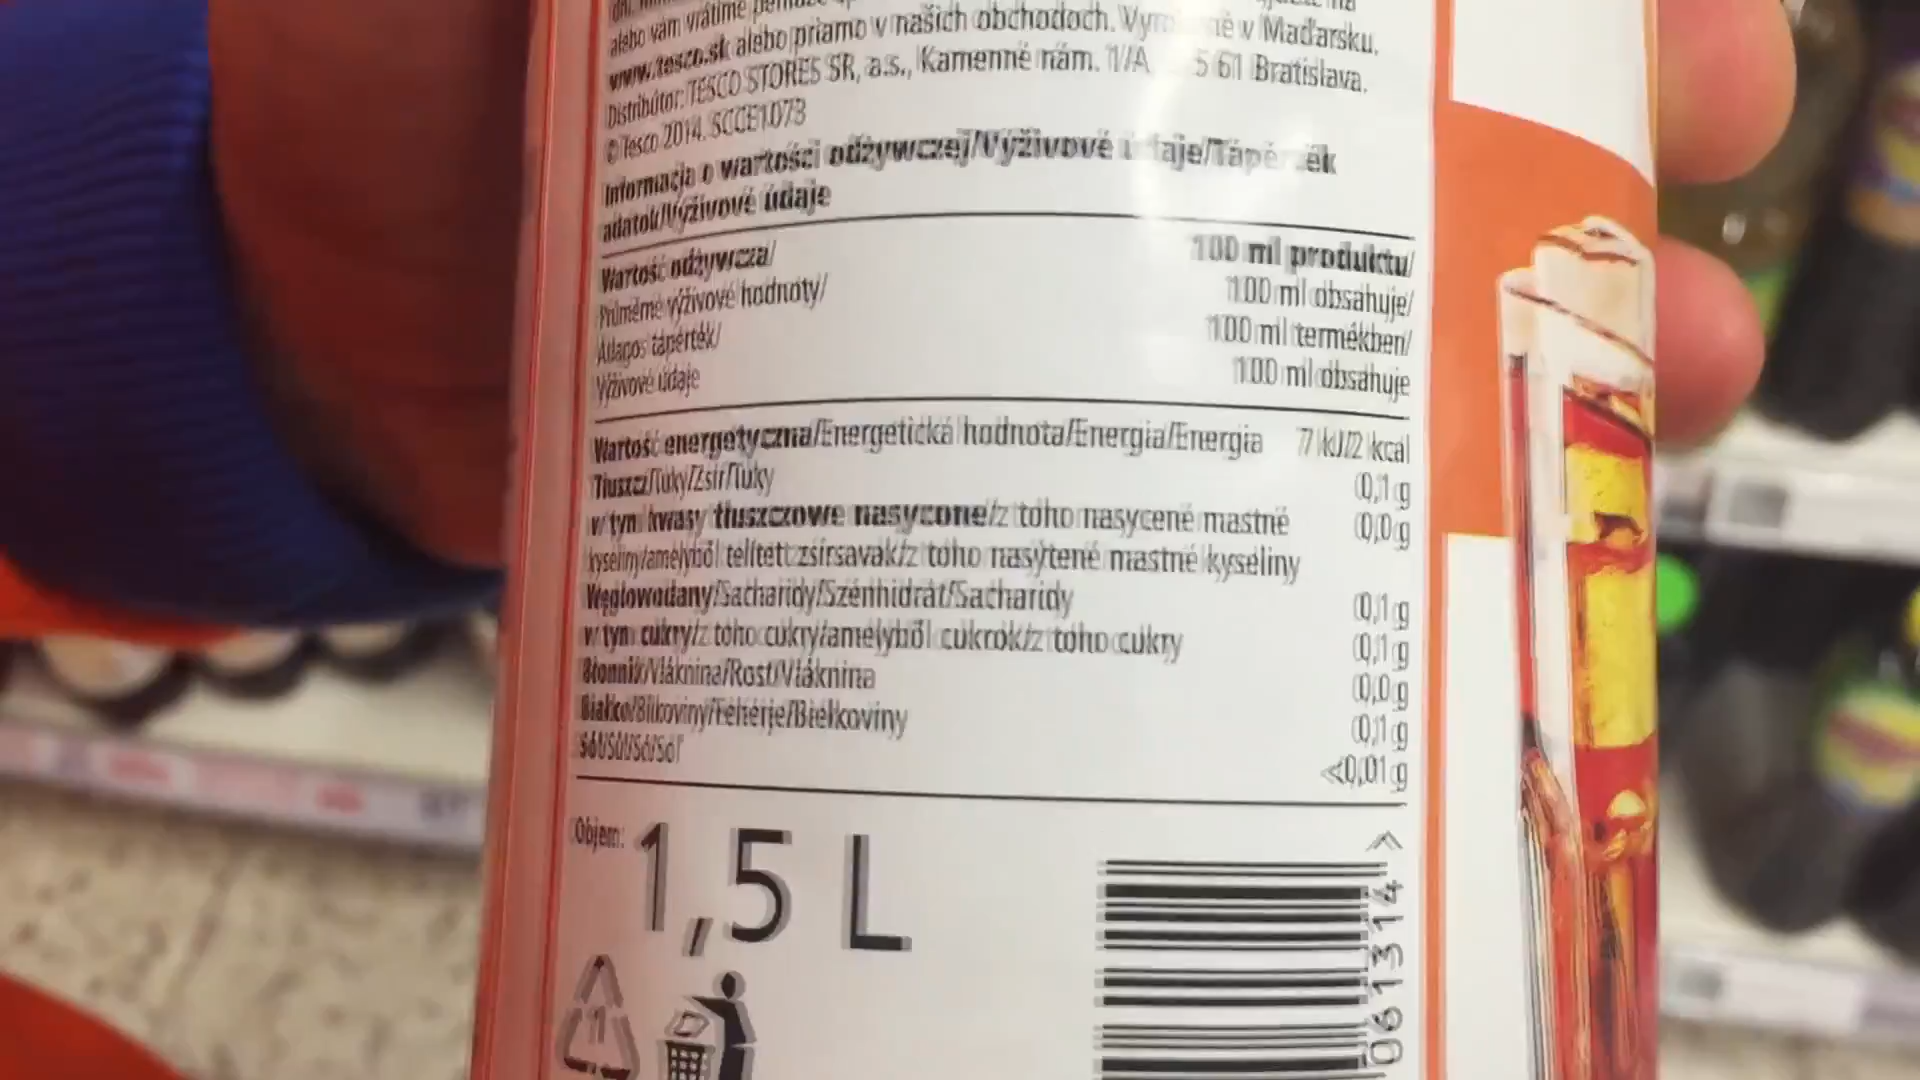 alebo vám vrátime
www.tesco.sk alebo priamo v našich obchodoch. v Maďarsku.
Distribútor: TESCO STORES SR, a.s., Kamenné nám. 1/A 5 61 Bratislava.
© Tesco 2014. SCCE1073
Informacja o wartości odżywczej/Výživové údaje/Tápérték
adatok/Výživové údaje
Wartość odżywcza/ 100 ml produktu/
Průměrné výživové hodnoty/ 100 ml obsahuje/
Átlagos tápérték/ 100 ml termékben/
Výživové údaje 100 ml obsahuje
Wartość energetyczna/Energetická hodnota/Energia/Energia 7 kJ/2 kcal
Tłuszcz/Tuky/Zsír/Tuky 0,1 g
w tym kwasy tłuszczowe nasycone/z toho nasycené mastné 0,0 g
kyseliny/amelyből telített zsírsavak/z toho nasýtené mastné kyseliny
Węglowodany/Sacharidy/Szénhidrát/Sacharidy 0,1 g
w tym cukry/z toho cukry/amelyből cukrok/z toho cukry 0,1 g
Błonnik/Vláknina/Rost/Vláknina 0,0 g
Białko/Bílkoviny/Fehérje/Bielkoviny 0,1 g
Sól/Sůl/Só/Soľ <0,01 g
Objem: 1,5 L
061314 >
1